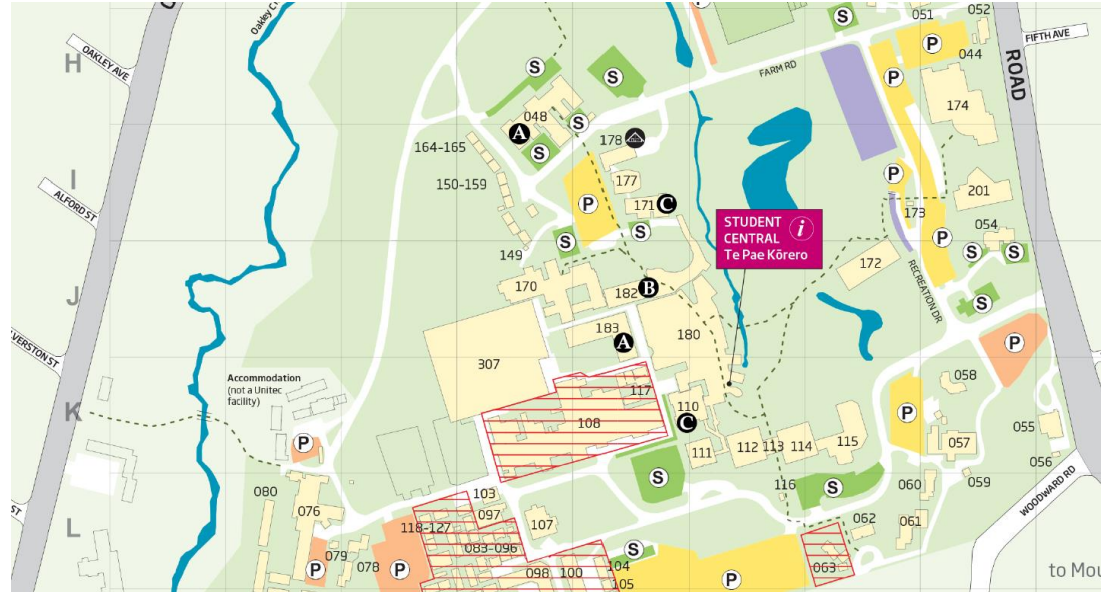 051
052
S
P
OAKLEY AVE
Oakley
H
S
S
P
P
044
FIFTH AVE
ROAD
FARM RD
048
A
S
S
174
164-165
178
I
150-159
177
P
171
C
P
201
ALFORD ST
173
STUDENT
CENTRAL i
Te Pae Kōrero
054
S
S
P
S
S
149
172
RECREATION DR
J
170
182
B
S
183
A
180
P
307
VERSTON ST
Accommodation
(not a Unitec
facility)
117
058
K
110
C
P
108
055
P
111
112
113
114
115
057
056
S
116
S
060
059
WOODWARD RD
080
076
103
097
L
118-127
107
062
061
083-096
079
078
P
P
098
100
104
105
S
P
063
to Mou